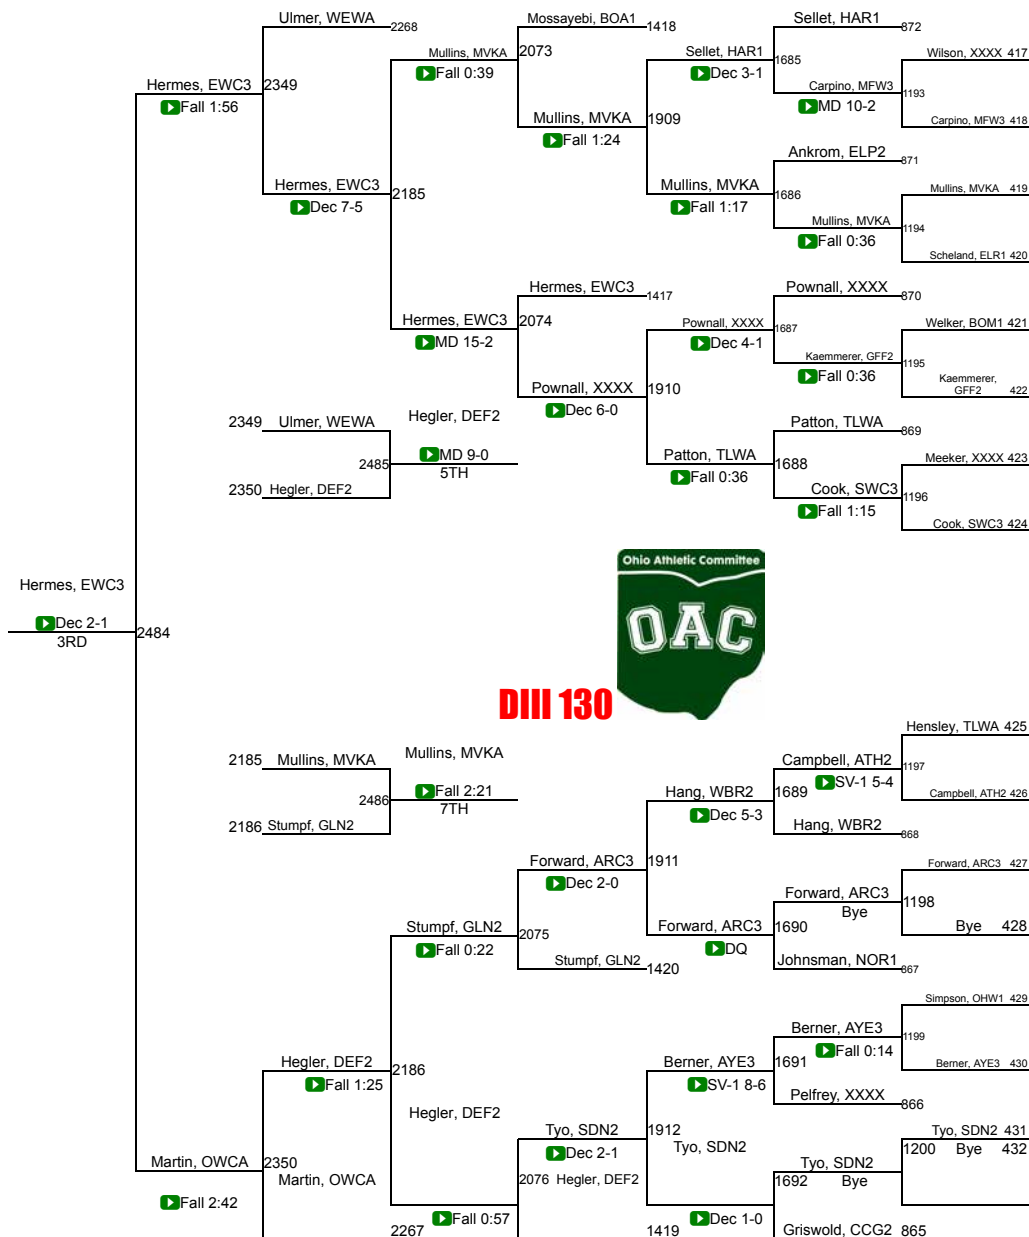 Ulmer, WEWA
2268
Mossayebi, BOA1
1418
Sellet, HAR1
872
Mullins, MVKA
2073
Fall 0:39
Sellet, HAR1
1685
Dec 3-1
Wilson, XXXX 417
Hermes, EWC3
2349
Fall 1:56
Carpino, MFW3
1193
MD 10-2
Mullins, MVKA
1909
Fall 1:24
Carpino, MFW3 418
Ankrom, ELP2
871
Hermes, EWC3
2185
Dec 7-5
Mullins, MVKA
1686
Fall 1:17
Mullins, MVKA 419
Mullins, MVKA
1194
Fall 0:36
Scheland, ELR1 420
Hermes, EWC3
1417
Pownall, XXXX
870
Hermes, EWC3
2074
MD 15-2
Pownall, XXXX
1687
Dec 4-1
Welker, BOM1 421
Kaemmerer, GFF2
1195
Fall 0:36
Pownall, XXXX
1910
Dec 6-0
Kaemmerer,
GFF2 422
2349 Ulmer, WEWA
Hegler, DEF2
Patton, TLWA
869
2485
MD 9-0
5TH
Patton, TLWA
1688
Fall 0:36
Meeker, XXXX 423
2350 Hegler, DEF2
Cook, SWC3
1196
Fall 1:15
Cook, SWC3 424
Ohio Athletic Committee
OAC
Hermes, EWC3
Dec 2-1
3RD
2484
DIII 130
Hensley, TLWA 425
2185 Mullins, MVKA
Mullins, MVKA
Campbell, ATH2
1197
SV-1 5-4
2486
Fall 2:21
7TH
Hang, WBR2
1689
Dec 5-3
Campbell, ATH2 426
2186 Stumpf, GLN2
Hang, WBR2
868
Forward, ARC3
1911
Dec 2-0
Forward, ARC3 427
Forward, ARC3
1198
Bye
Stumpf, GLN2
2075
Fall 0:22
Forward, ARC3
1690
DQ
Bye 428
Stumpf, GLN2
1420
Johnsman, NOR1
867
Simpson, OHW1 429
Berner, AYE3
1199
Fall 0:14
Hegler, DEF2
2186
Fall 1:25
Berner, AYE3
1691
SV-1 8-6
Berner, AYE3 430
Pelfrey, XXXX
866
Hegler, DEF2
Tyo, SDN2
1912
Dec 2-1
Tyo, SDN2
Tyo, SDN2 431
1200 Bye 432
Martin, OWCA
2350
Fall 2:42
Martin, OWCA
2076 Hegler, DEF2
Tyo, SDN2
1692 Bye
2267
Fall 0:57
1419
Dec 1-0
Griswold, CCG2 865